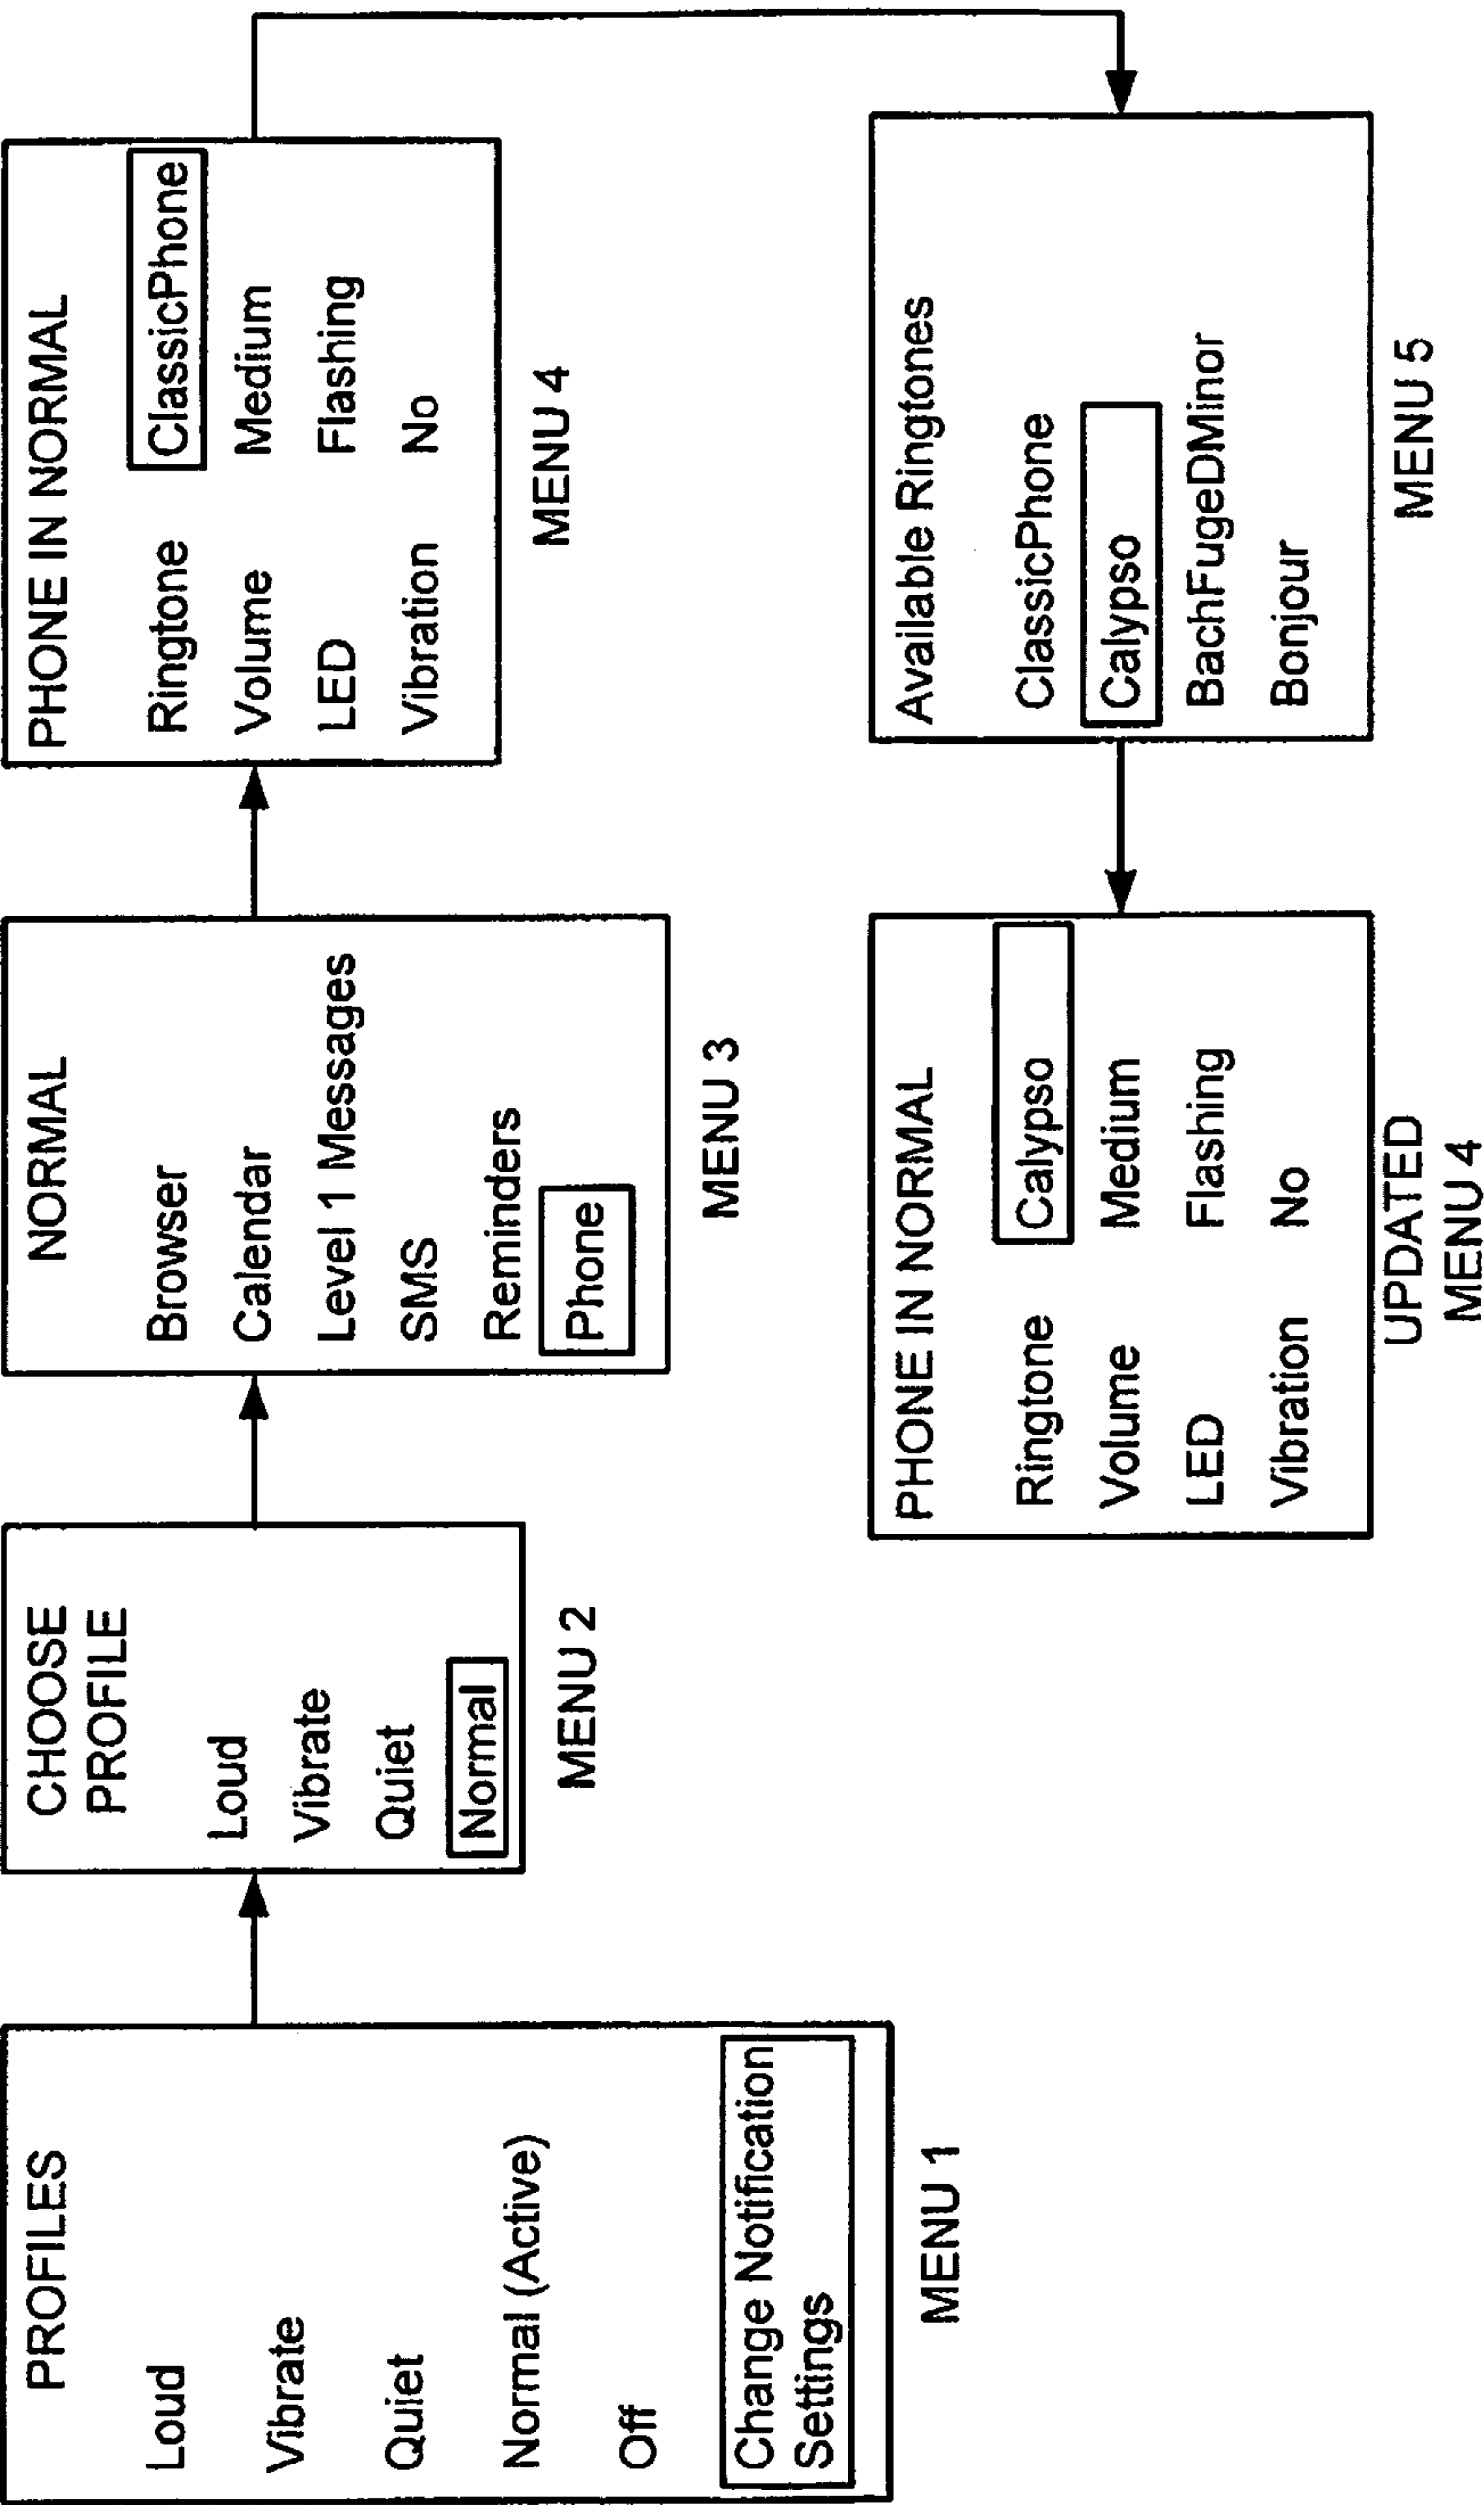 PROFILES
Loud
Vibrate
Quiet
Normal (Active)
Off
Change Notification
Settings
MENU 1
CHOOSE
PROFILE
Loud
Vibrate
Quiet
Normal
MENU 2
NORMAL
Browser
Calendar
Level 1 Messages
SMS
Reminders
Phone
MENU 3
PHONE IN NORMAL
Ringtone ClassicPhone
Volume Medium
LED Flashing
Vibration No
MENU 4
Available Ringtones
ClassicPhone
Calypso
BachFugeDMinor
Bonjour
MENU 5
PHONE IN NORMAL
Ringtone Calypso
Volume Medium
LED Flashing
Vibration No
UPDATED
MENU 4